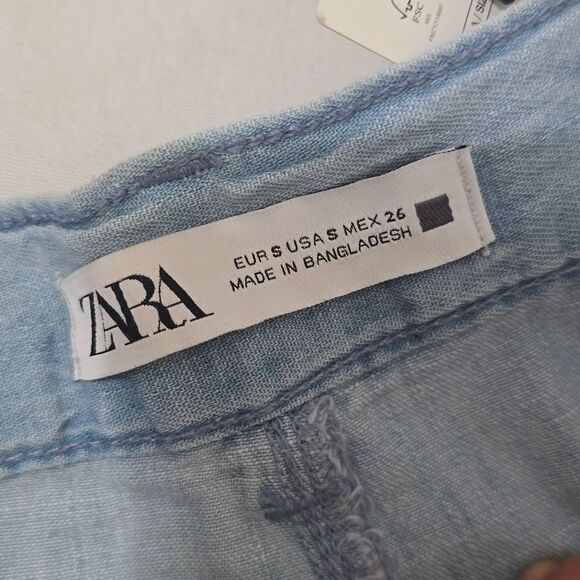 ZARA
EUR S USA S MEX 26
MADE IN BANGLADESH